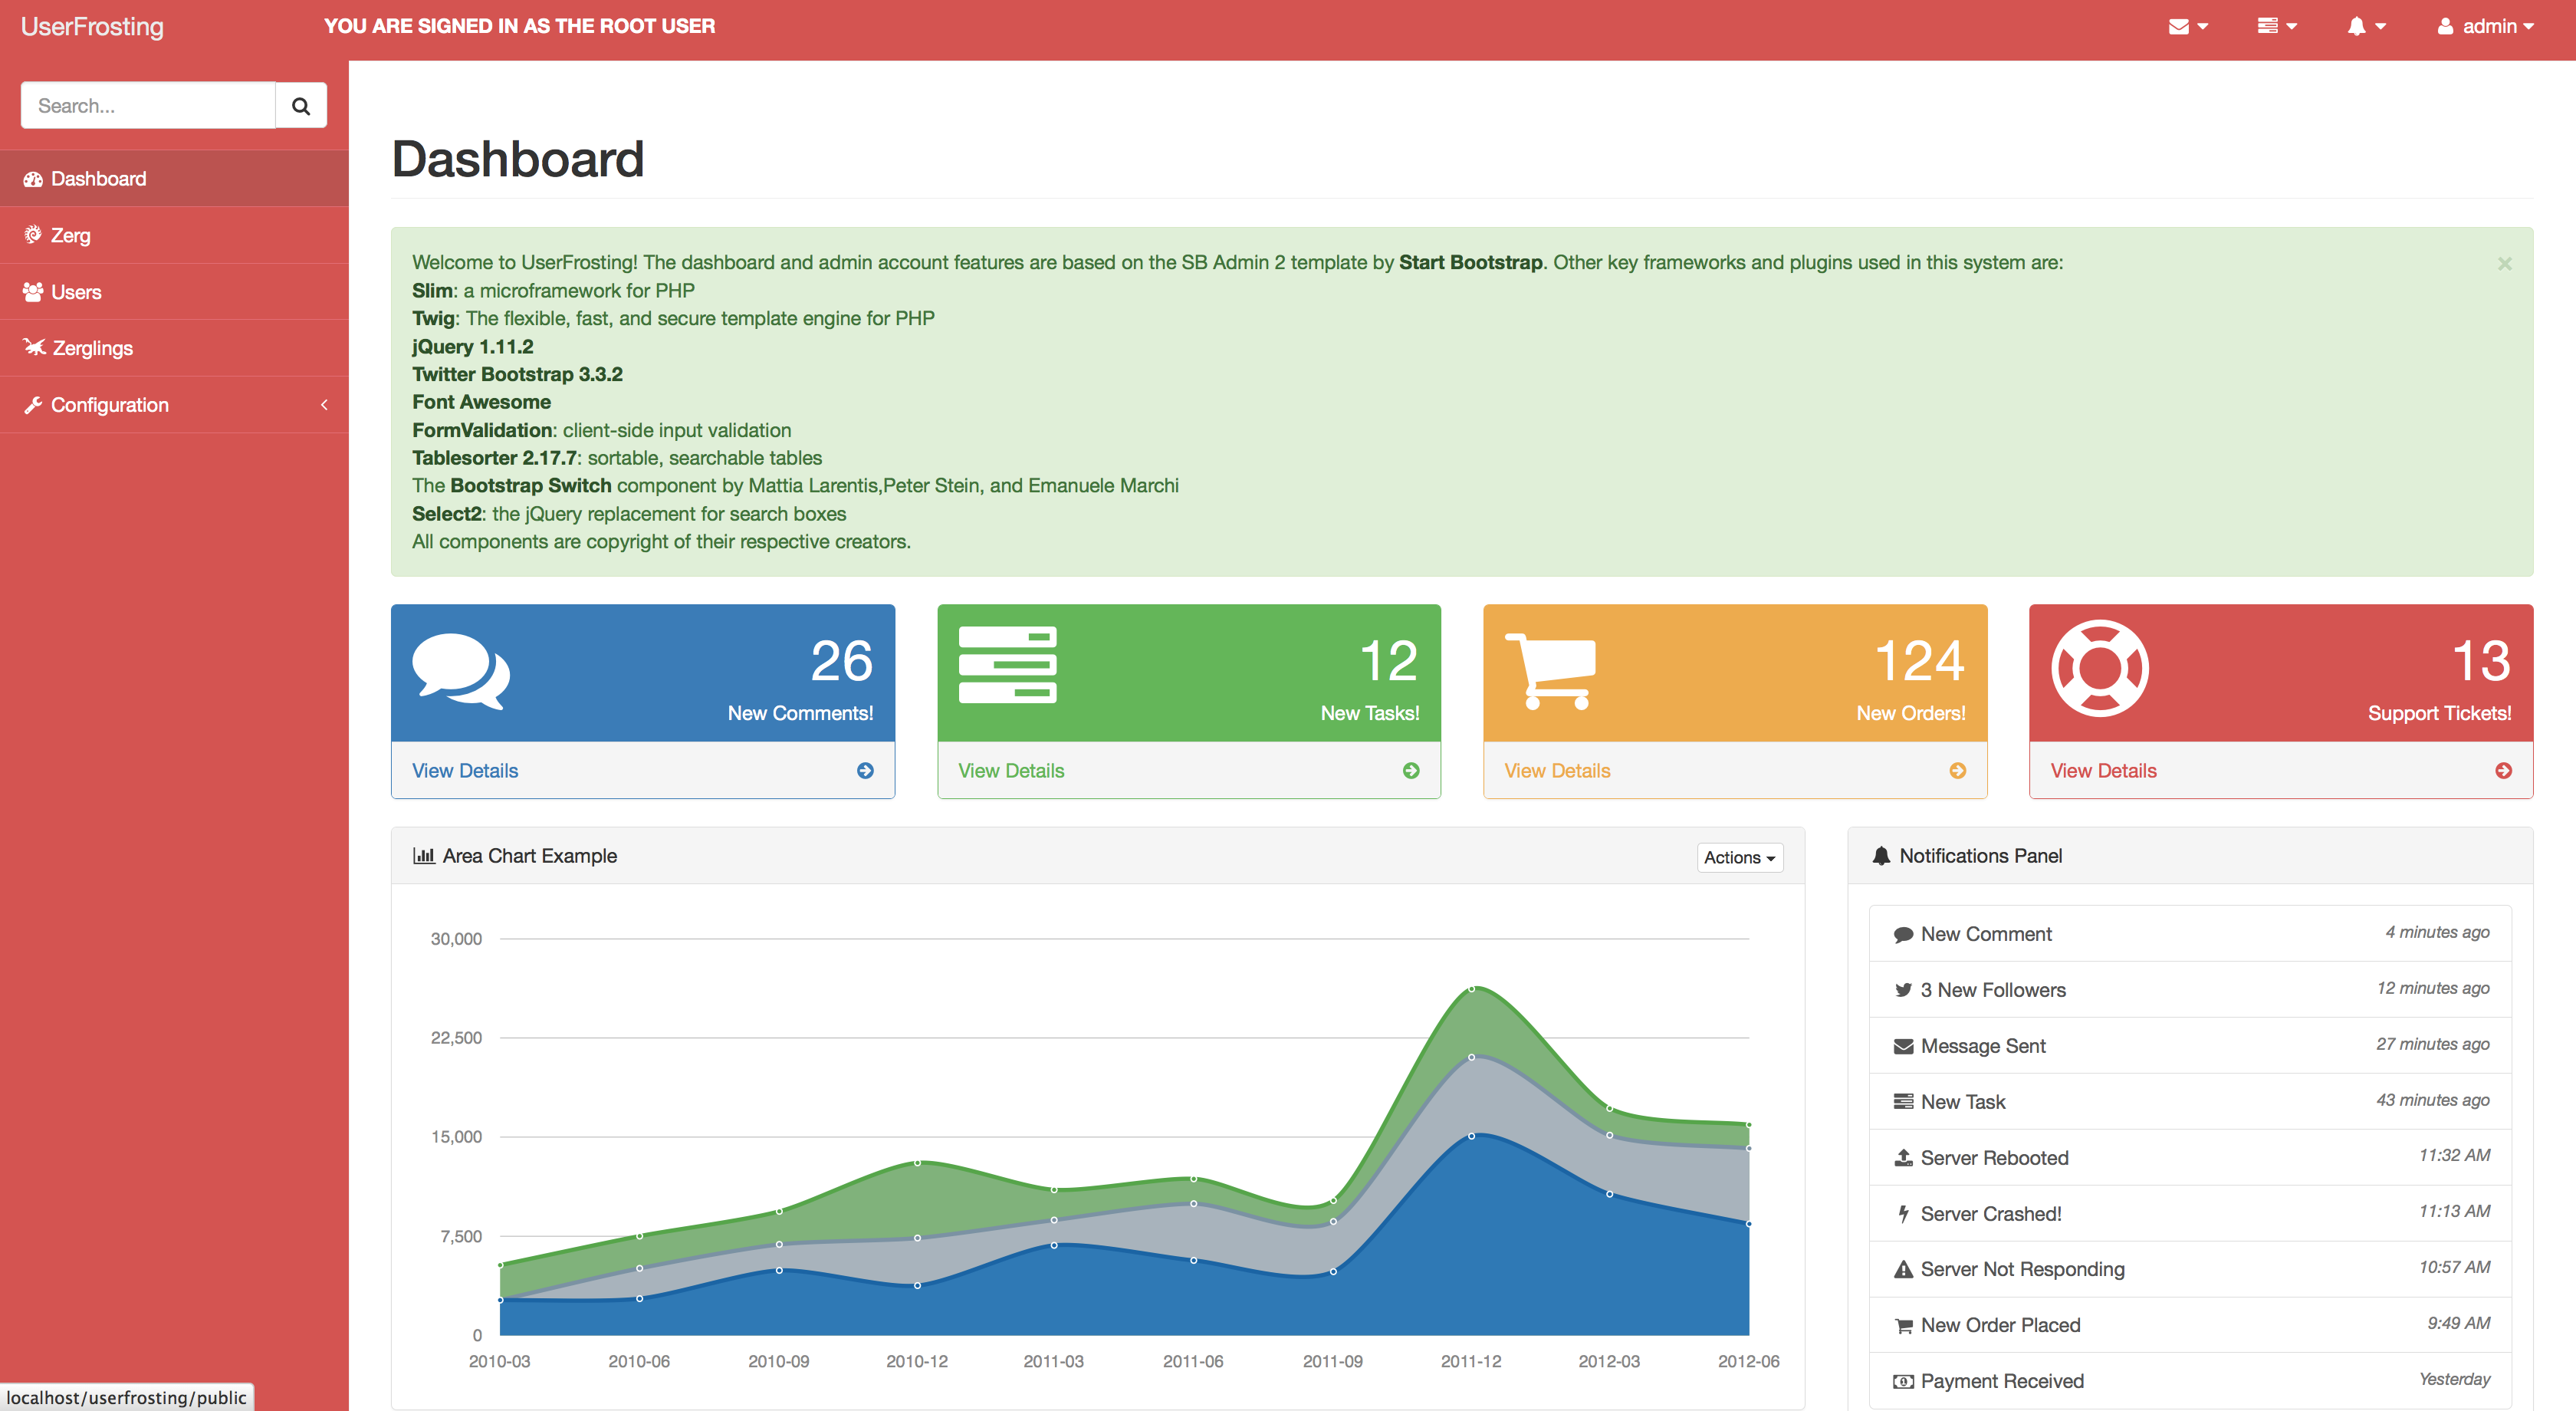 UserFrosting
YOU ARE SIGNED IN AS THE ROOT USER
admin
Search...
Dashboard
Zerg
Users
Zerglings
Configuration
Dashboard
Welcome to UserFrosting! The dashboard and admin account features are based on the SB Admin 2 template by Start Bootstrap. Other key frameworks and plugins used in this system are:
Slim: a microframework for PHP
Twig: The flexible, fast, and secure template engine for PHP
jQuery 1.11.2
Twitter Bootstrap 3.3.2
Font Awesome
FormValidation: client-side input validation
Tablesorter 2.17.7: sortable, searchable tables
The Bootstrap Switch component by Mattia Larentis,Peter Stein, and Emanuele Marchi
Select2: the jQuery replacement for search boxes
All components are copyright of their respective creators.
×
26
New Comments!
View Details
12
New Tasks!
View Details
124
New Orders!
View Details
13
Support Tickets!
View Details
Area Chart Example
Actions
30,000
22,500
15,000
7,500
0
2010-03 2010-06 2010-09 2010-12 2011-03 2011-06 2011-09 2011-12 2012-03 2012-06
Notifications Panel
New Comment 4 minutes ago
3 New Followers 12 minutes ago
Message Sent 27 minutes ago
New Task 43 minutes ago
Server Rebooted 11:32 AM
Server Crashed! 11:13 AM
Server Not Responding 10:57 AM
New Order Placed 9:49 AM
Payment Received Yesterday
localhost/userfrosting/public